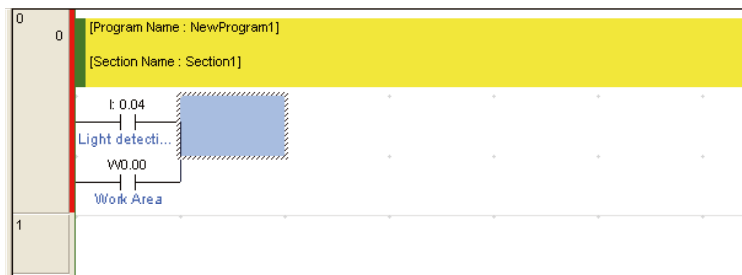 0
0
[Program Name : NewProgram1]
[Section Name : Section1]
I: 0.04
Light detecti...
W0.00
Work Area
1